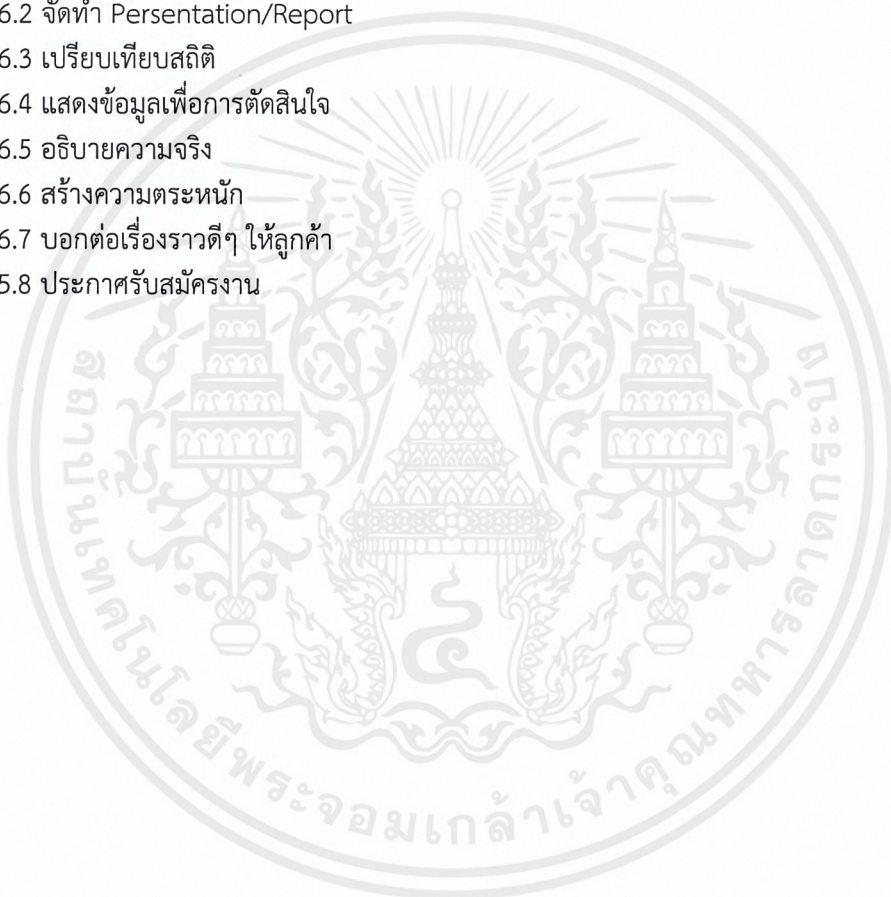 6.2 จัดทำ Persentation/Report
6.3 เปรียบเทียบสถิติ
6.4 แสดงข้อมูลเพื่อการตัดสินใจ
6.5 อธิบายความจริง
6.6 สร้างความตระหนัก
6.7 บอกต่อเรื่องราวดีๆ ให้ลูกค้า
5.8 ประกาศรับสมัครงาน
สถาบันเทคโนโลยีพระจอมเกล้าเจ้าคุณทหารลาดกระบัง
๔